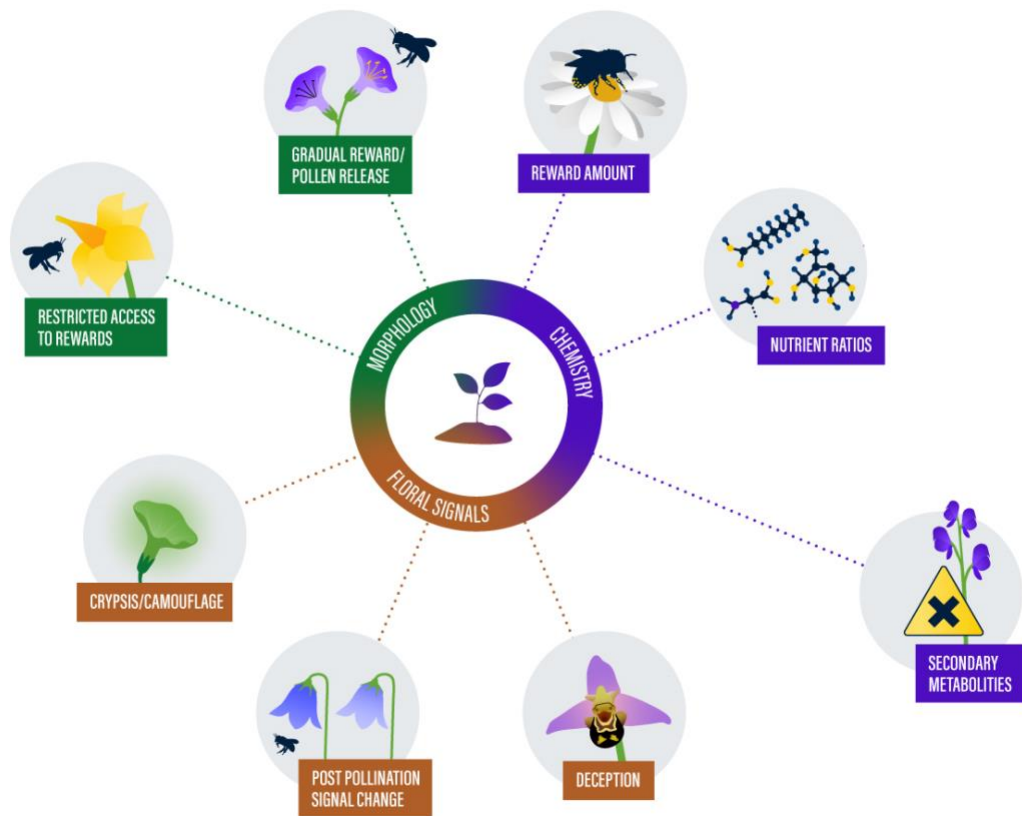 GRADUAL REWARD/
POLLEN RELEASE
REWARD AMOUNT
RESTRICTED ACCESS
TO REWARDS
NUTRIENT RATIOS
MORPHOLOGY
CHEMISTRY
FLORAL SIGNALS
CRYPSIS/CAMOUFLAGE
SECONDARY
METABOLITIES
POST POLLINATION
SIGNAL CHANGE
DECEPTION